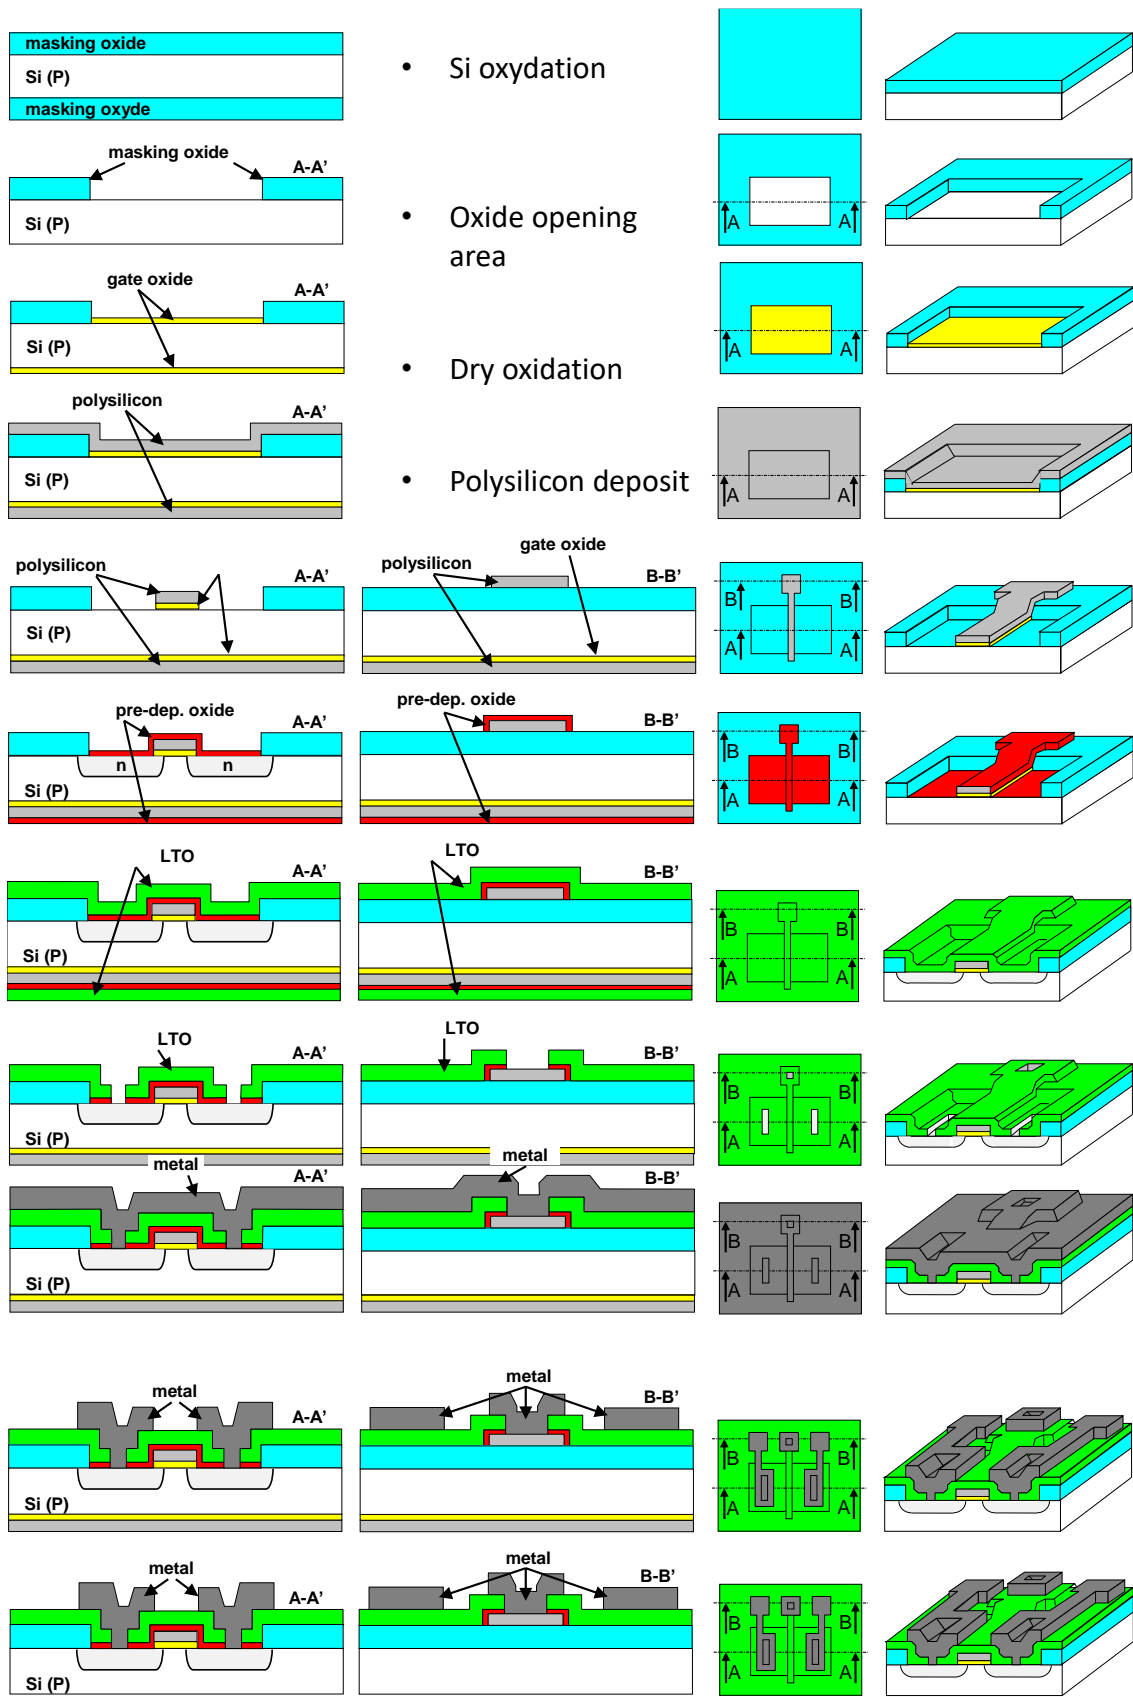 masking oxide
Si (P)
masking oxyde
• Si oxydation
masking oxide
A-A’
Si (P)
• Oxide opening
area
A A
gate oxide
A-A’
Si (P)
• Dry oxidation
A A
polysilicon
A-A’
Si (P)
• Polysilicon deposit
A A
polysilicon
A-A’
Si (P)
gate oxide
polysilicon
B-B’
B B
A A
pre-dep. oxide
A-A’
n n
Si (P)
pre-dep. oxide
B-B’
B B
A A
LTO
A-A’
Si (P)
LTO
B-B’
B B
A A
LTO
A-A’
Si (P)
LTO
B-B’
B B
A A
metal
A-A’
Si (P)
metal
B-B’
B B
A A
metal
A-A’
Si (P)
metal
B-B’
B B
A A
metal
A-A’
Si (P)
metal
B-B’
B B
A A